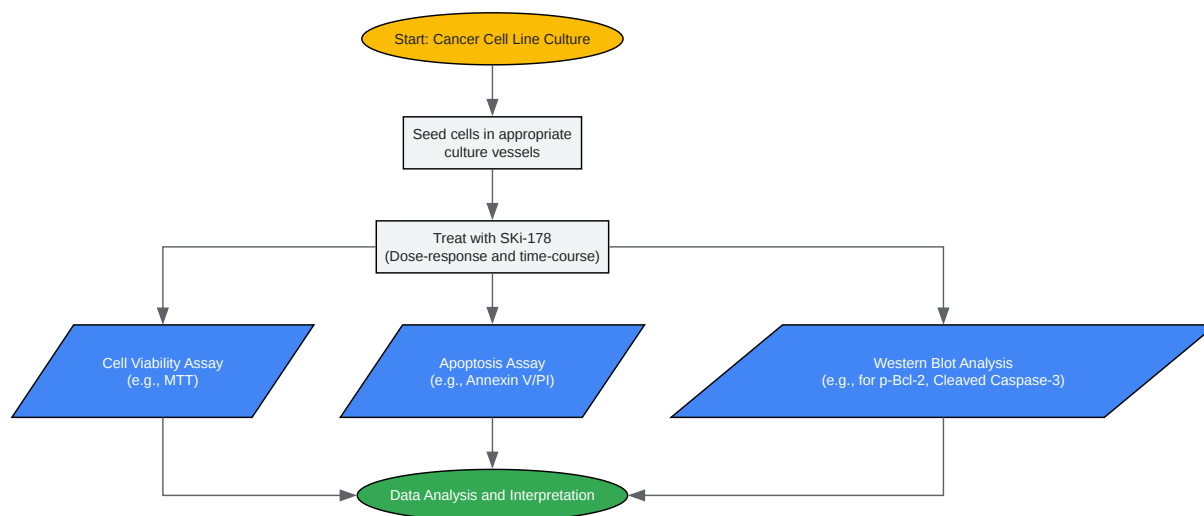 Start: Cancer Cell Line Culture
Seed cells in appropriate
culture vessels
Treat with SKi-178
(Dose-response and time-course)
Cell Viability Assay
(e.g., MTT)
Apoptosis Assay
(e.g., Annexin V/PI)
Western Blot Analysis
(e.g., for p-Bcl-2, Cleaved Caspase-3)
Data Analysis and Interpretation